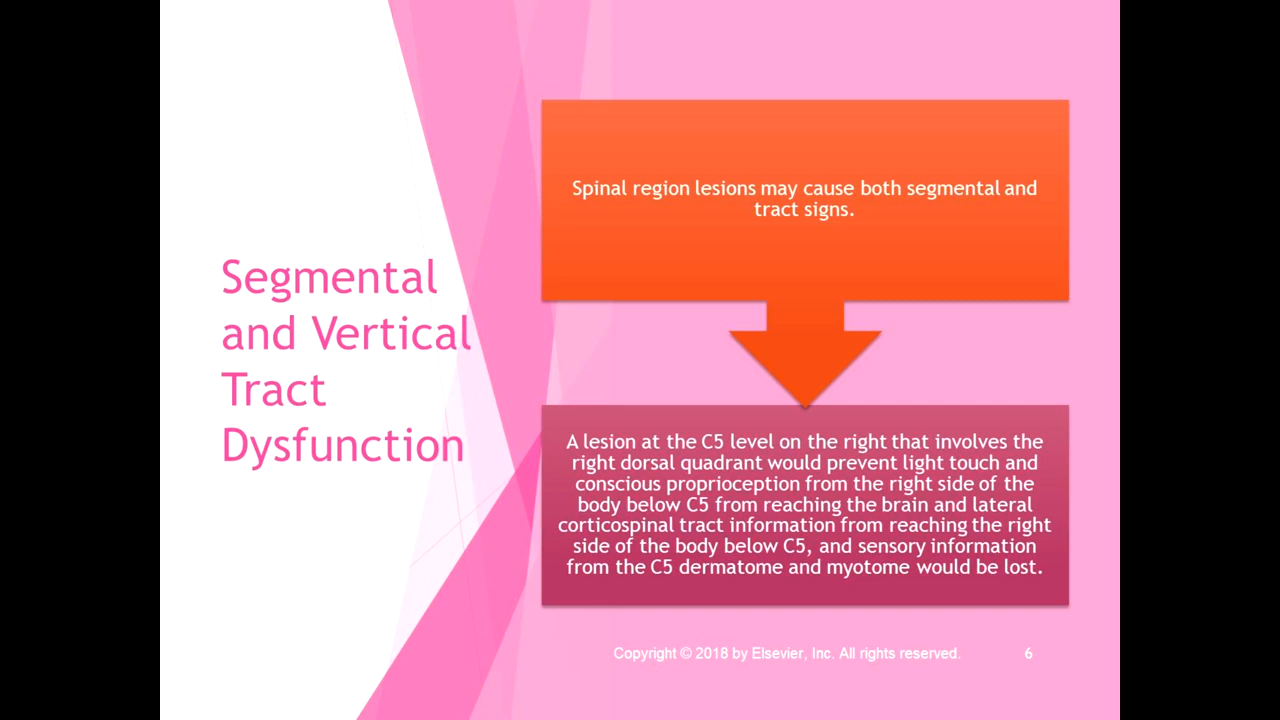 Segmental
and Vertical
Tract
Dysfunction
Spinal region lesions may cause both segmental and
tract signs.
A lesion at the C5 level on the right that involves the
right dorsal quadrant would prevent light touch and
conscious proprioception from the right side of the
body below C5 from reaching the brain and lateral
corticospinal tract information from reaching the right
side of the body below C5, and sensory information
from the C5 dermatome and myotome would be lost.
Copyright © 2018 by Elsevier, Inc. All rights reserved. 6